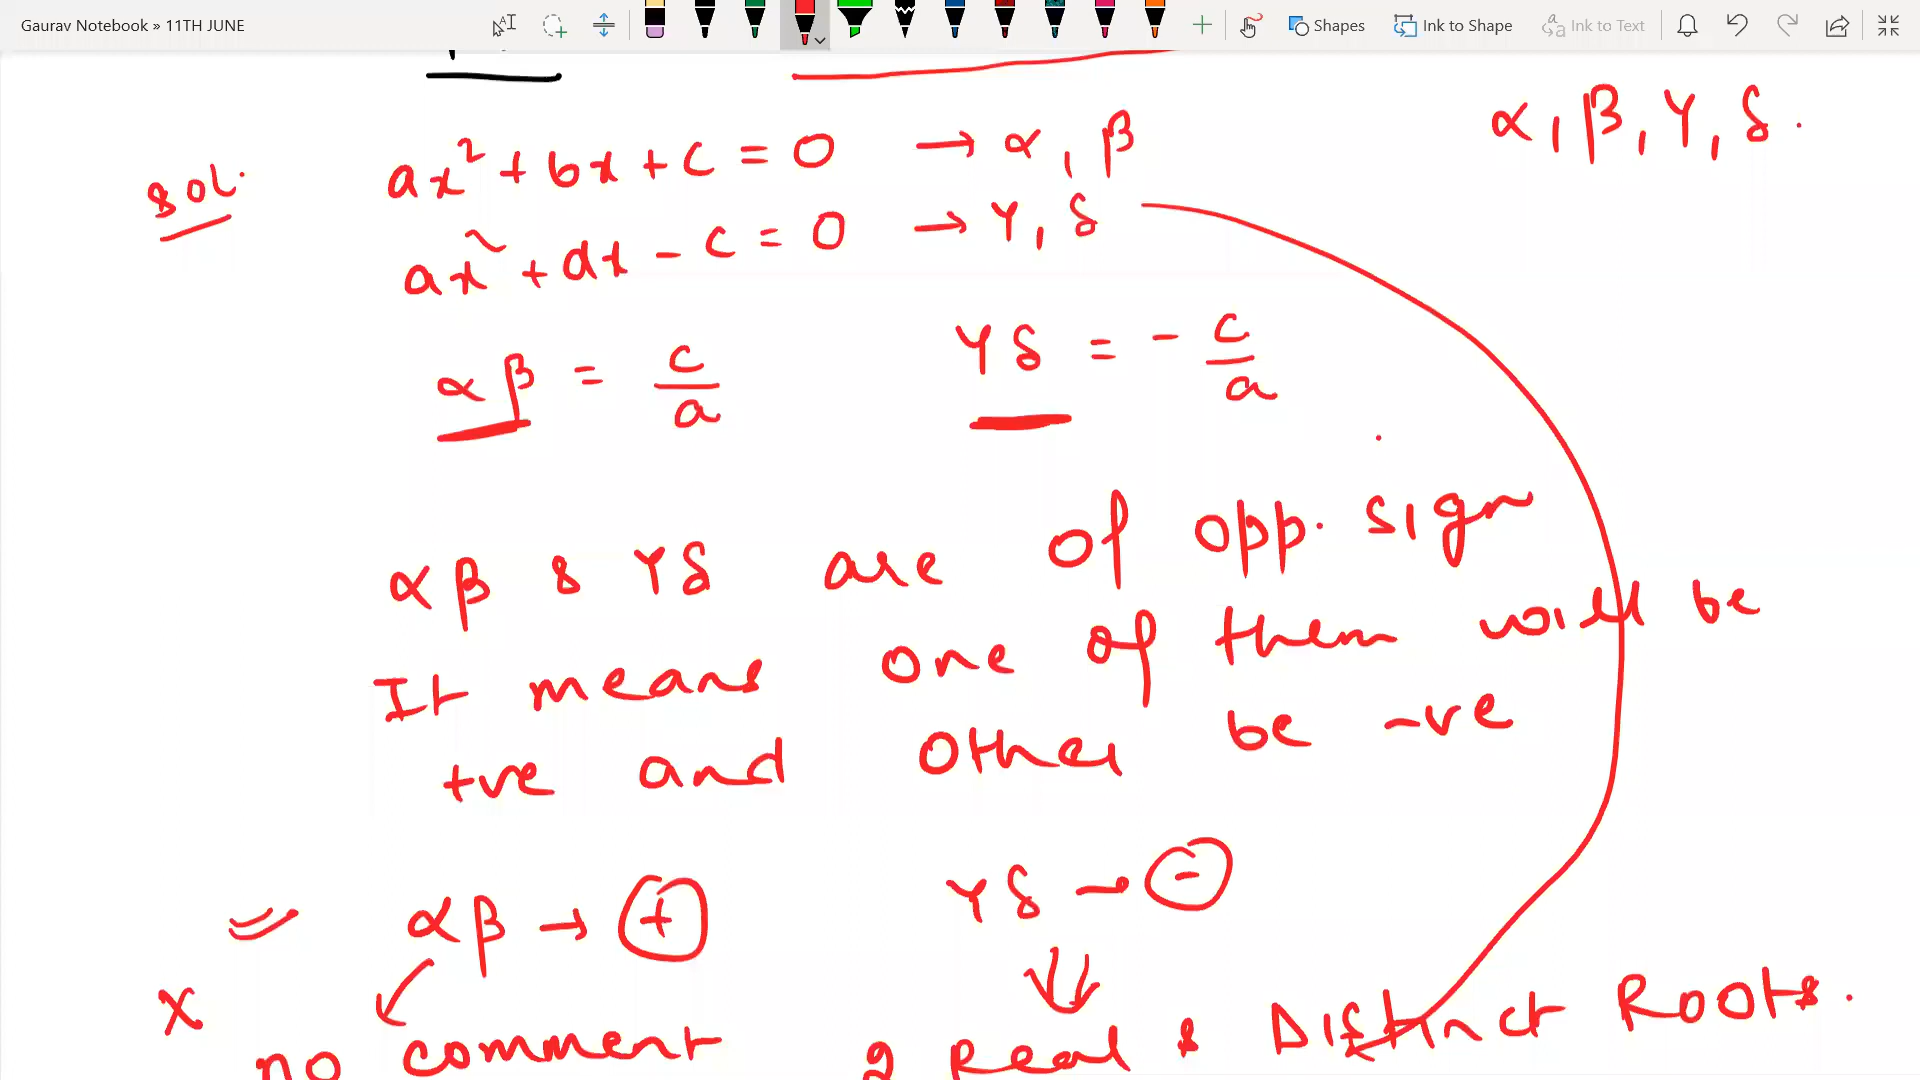 Gaurav Notebook » 11TH JUNE
Shapes Ink to Shape Ink to Text
α, β, γ, δ.
Sol. ax² + bx + c = 0 → α, β
ax² + dx - c = 0 → γ, δ
αβ = c/a γδ = - c/a
αβ & γδ are of opp. sign
It means one of them will be
+ve and other be -ve
αβ → + γδ → -
X no comment 2 Real & Distinct Roots.